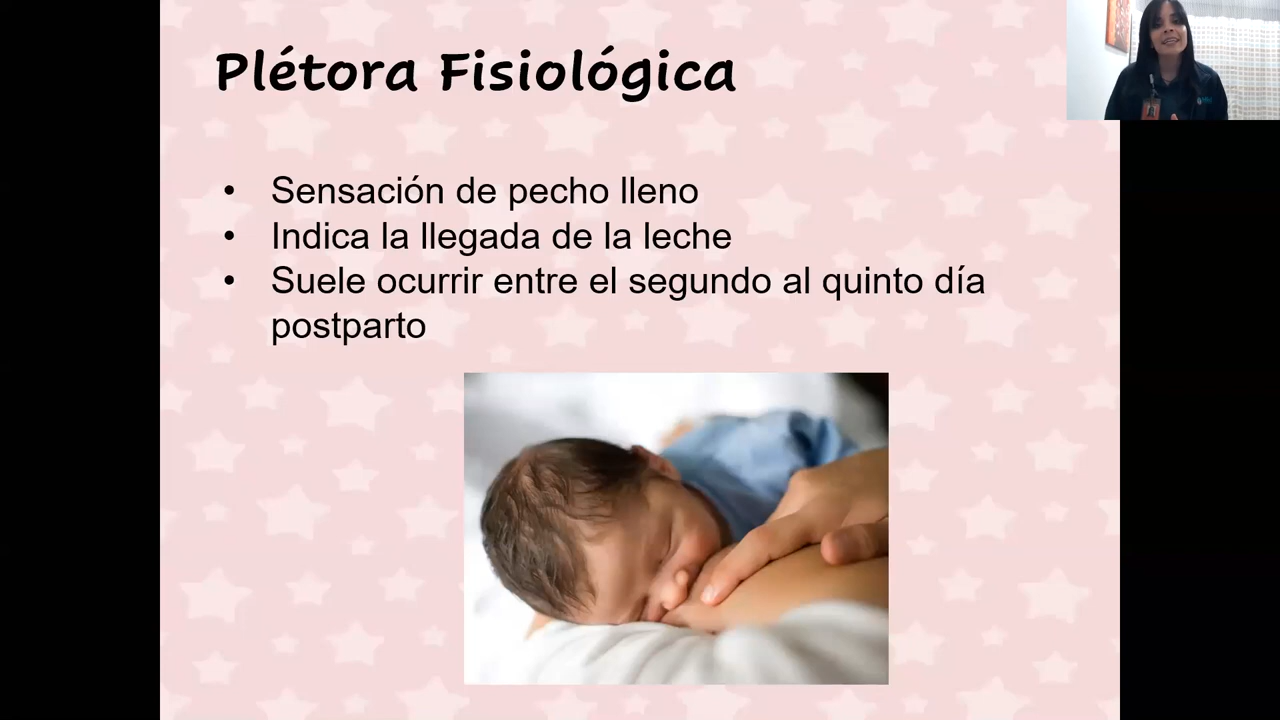 Plétora Fisiológica
• Sensación de pecho lleno
• Indica la llegada de la leche
• Suele ocurrir entre el segundo al quinto día
postparto